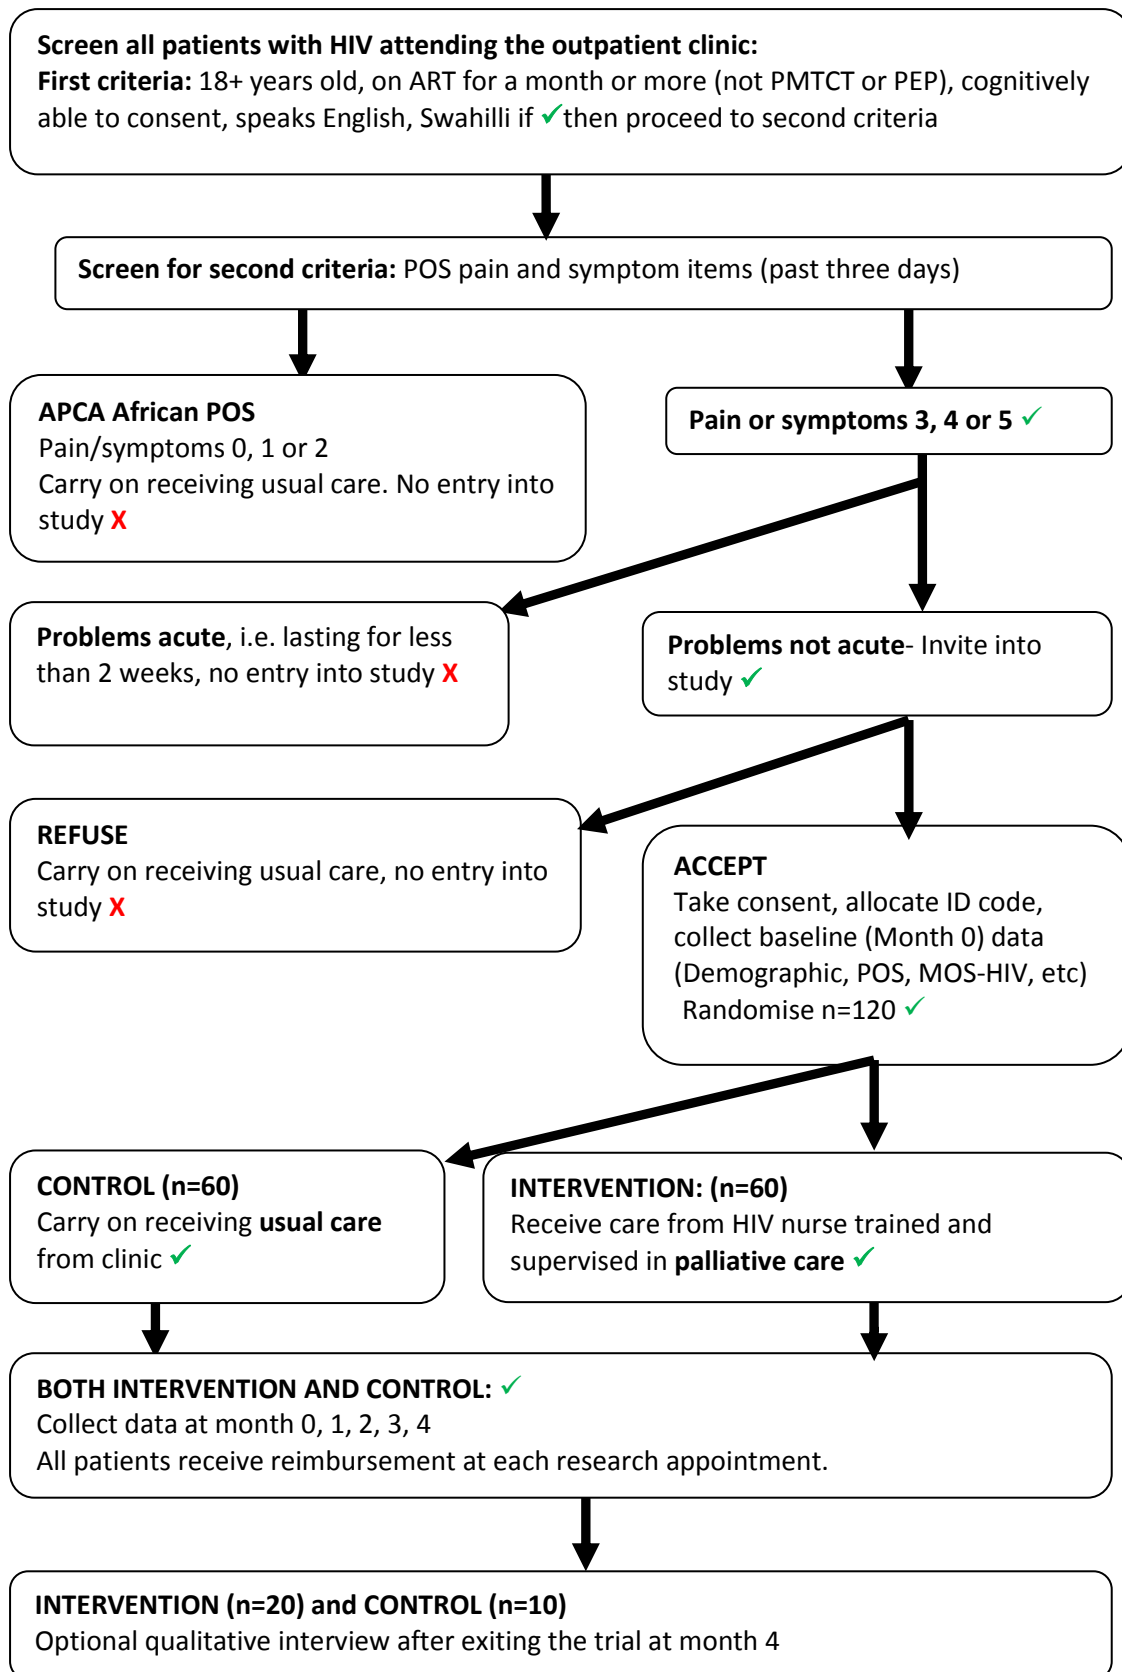 Screen all patients with HIV attending the outpatient clinic:
First criteria: 18+ years old, on ART for a month or more (not PMTCT or PEP), cognitively
able to consent, speaks English, Swahilli if ✓then proceed to second criteria
Screen for second criteria: POS pain and symptom items (past three days)
APCA African POS
Pain/symptoms 0, 1 or 2
Carry on receiving usual care. No entry into
study X
Pain or symptoms 3, 4 or 5 ✓
Problems acute, i.e. lasting for less
than 2 weeks, no entry into study X
Problems not acute- Invite into
study ✓
REFUSE
Carry on receiving usual care, no entry into
study X
ACCEPT
Take consent, allocate ID code,
collect baseline (Month 0) data
(Demographic, POS, MOS-HIV, etc)
Randomise n=120 ✓
CONTROL (n=60)
Carry on receiving usual care
from clinic ✓
INTERVENTION: (n=60)
Receive care from HIV nurse trained and
supervised in palliative care ✓
BOTH INTERVENTION AND CONTROL: ✓
Collect data at month 0, 1, 2, 3, 4
All patients receive reimbursement at each research appointment.
INTERVENTION (n=20) and CONTROL (n=10)
Optional qualitative interview after exiting the trial at month 4